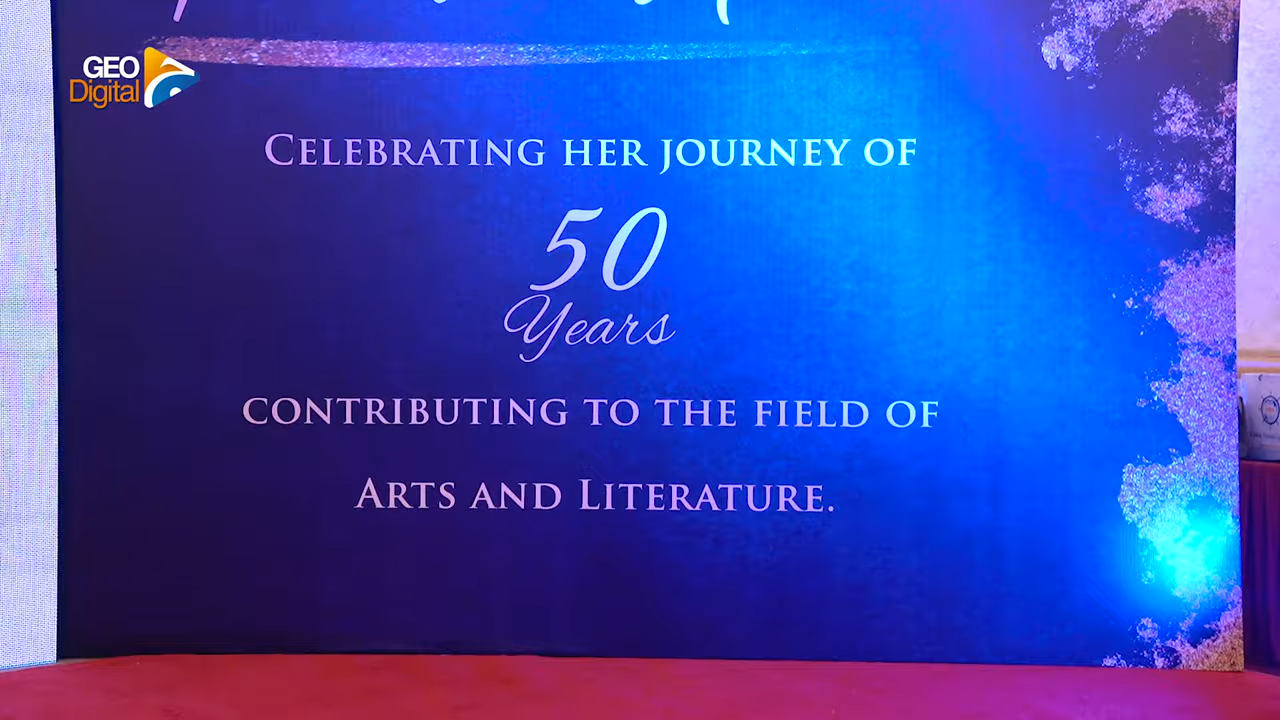 GEO
Digital
Celebrating her journey of
50
Years
contributing to the field of
Arts and Literature.